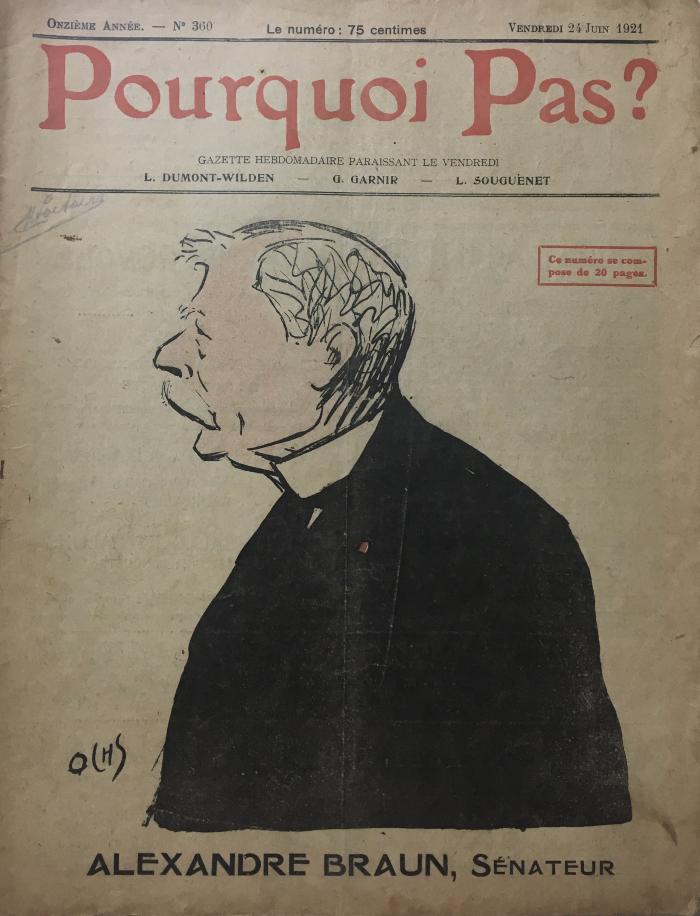 ONZIÈME ANNÉE. — N° 360
Le numéro : 75 centimes
VENDREDI 24 JUIN 1921
Pourquoi Pas?
GAZETTE HEBDOMADAIRE PARAISSANT LE VENDREDI
L. DUMONT-WILDEN — G. GARNIR — L. SOUGUENET
Ce numéro se com-
pose de 20 pages.
OCHS
ALEXANDRE BRAUN, SÉNATEUR